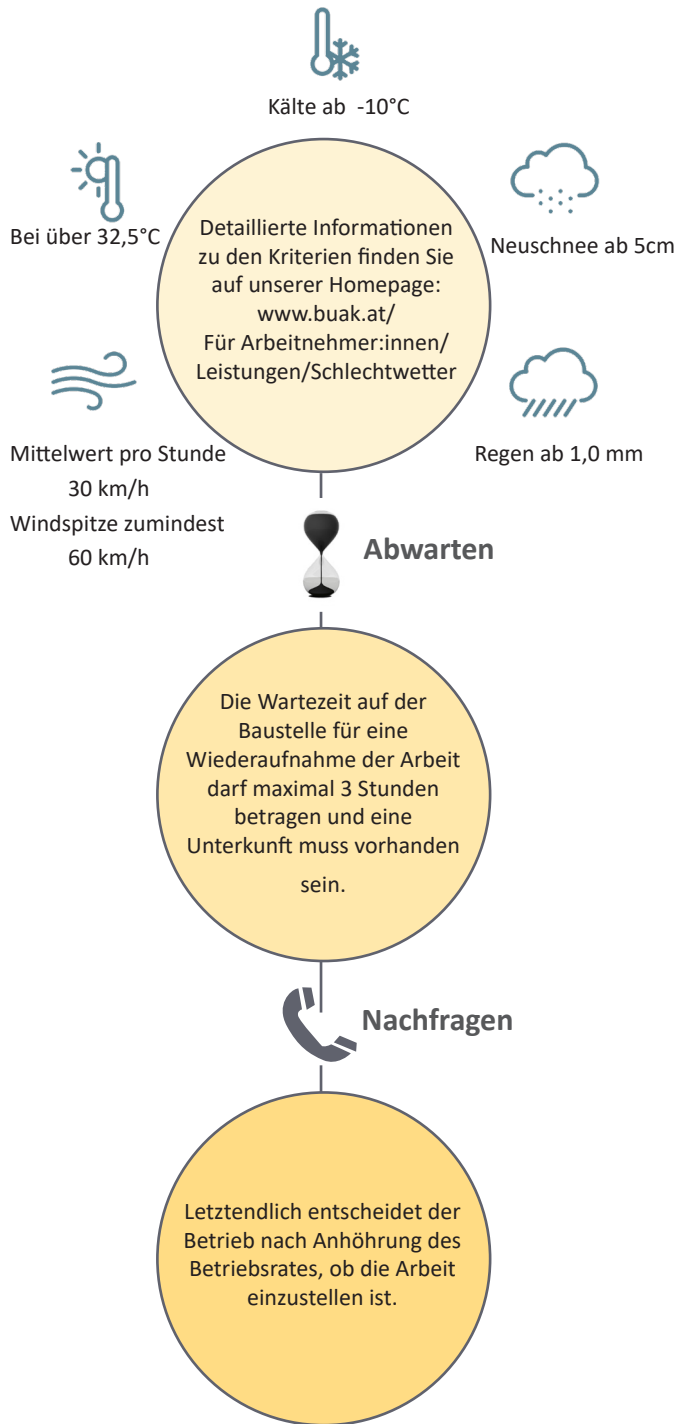 Kälte ab -10°C
Bei über 32,5°C
Neuschnee ab 5cm
Detaillierte Informationen
zu den Kriterien finden Sie
auf unserer Homepage:
www.buak.at/
Für Arbeitnehmer:innen/
Leistungen/Schlechtwetter
Mittelwert pro Stunde
30 km/h
Windspitze zumindest
60 km/h
Regen ab 1,0 mm
Abwarten
Die Wartezeit auf der
Baustelle für eine
Wiederaufnahme der Arbeit
darf maximal 3 Stunden
betragen und eine
Unterkunft muss vorhanden
sein.
Nachfragen
Letztendlich entscheidet der
Betrieb nach Anhöhrung des
Betriebsrates, ob die Arbeit
einzustellen ist.